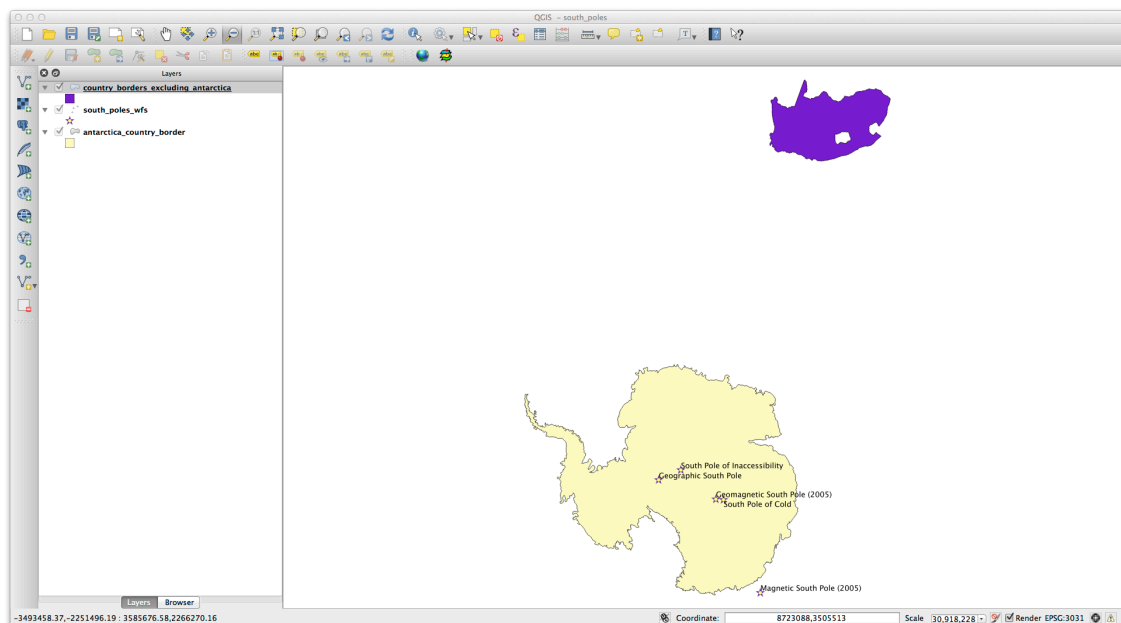 QGIS - south_poles
Layers
country_borders_excluding_antarctica
south_poles_wfs
antarctica_country_border
South Pole of Inaccessibility
Geographic South Pole
Geomagnetic South Pole (2005)
South Pole of Cold
Magnetic South Pole (2005)
Layers Browser
-3493458.37,-2251496.19 : 3585676.58,2266270.16 Coordinate: 8723088,3505513 Scale 30,918,228 Render EPSG:3031